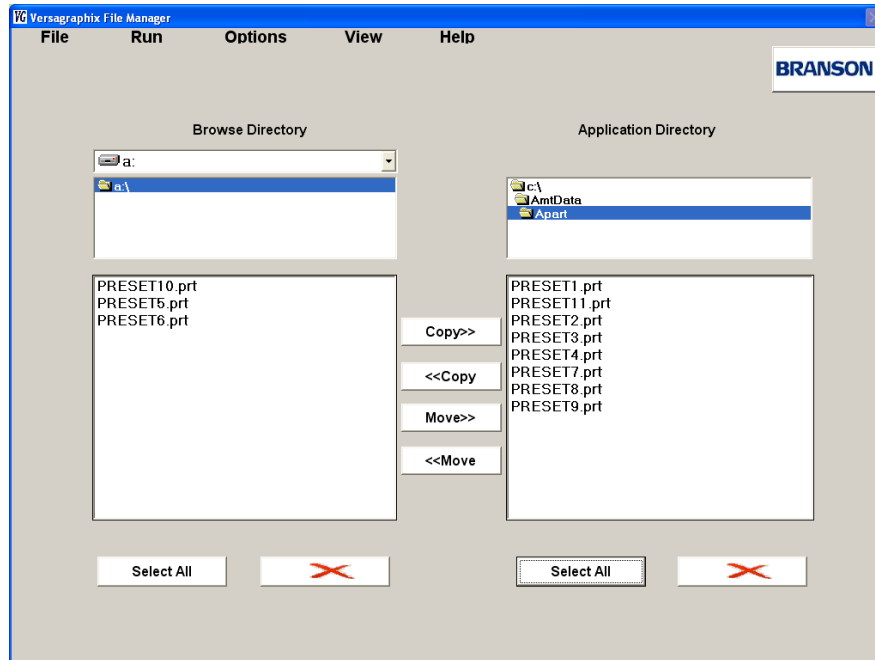 VG Versagraphix File Manager
File Run Options View Help
BRANSON
Browse Directory
Application Directory
a:
a:\
c:\
AmtData
Apart
PRESET10.prt
PRESET5.prt
PRESET6.prt
Copy>>
<<Copy
Move>>
<<Move
PRESET1.prt
PRESET11.prt
PRESET2.prt
PRESET3.prt
PRESET4.prt
PRESET7.prt
PRESET8.prt
PRESET9.prt
Select All
Select All